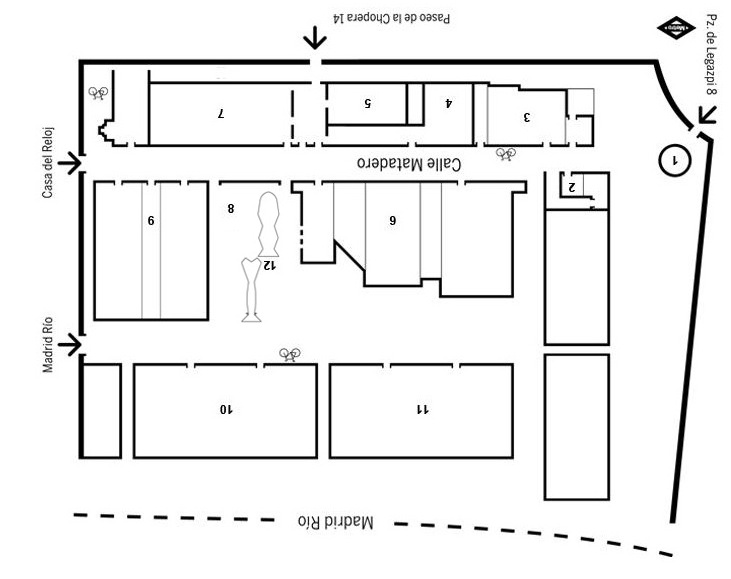 Paseo de la Chopera 14
Pz. de Legazpi 8
Metro
7
5
4
3
1
Casa del Reloj
Calle Matadero
2
6
8
9
12
Madrid Río
10
11
Madrid Río